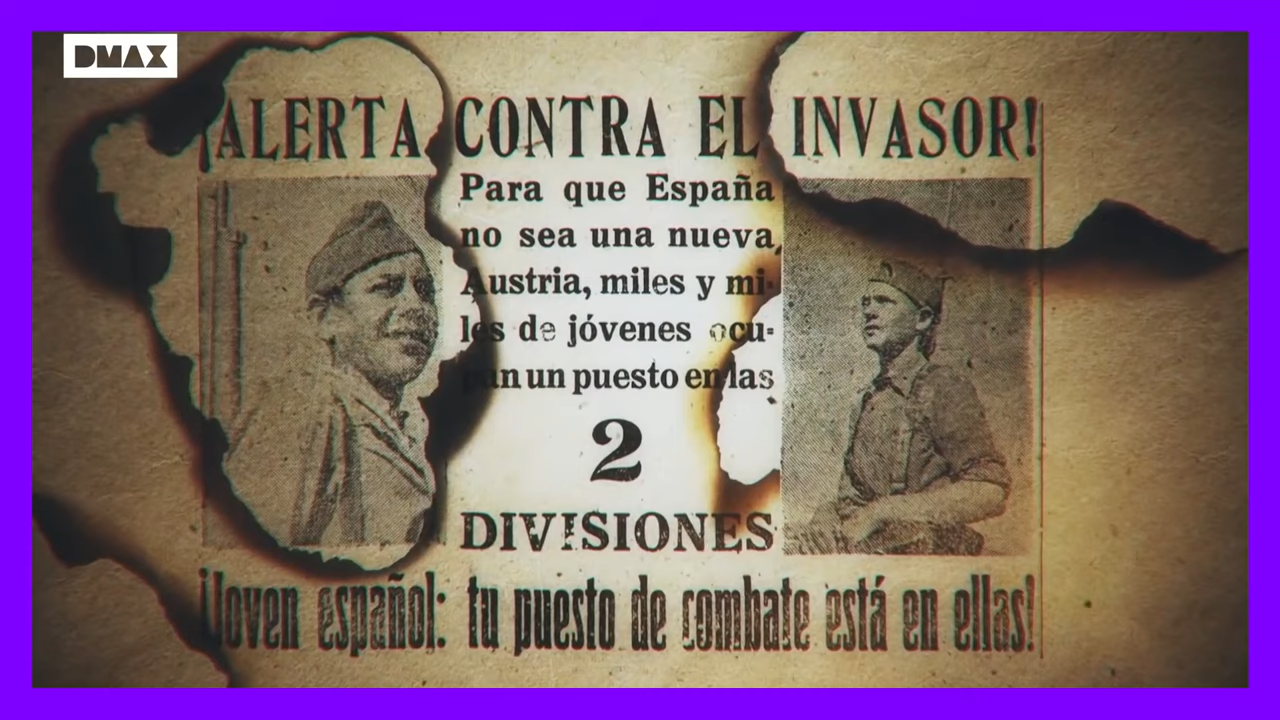 DMAX
¡ALERTA CONTRA EL INVASOR!
Para que España
no sea una nueva
Austria, miles y mi-
les de jóvenes ocu-
pan un puesto en las
2
DIVISIONES
¡Joven español: tu puesto de combate está en ellas!